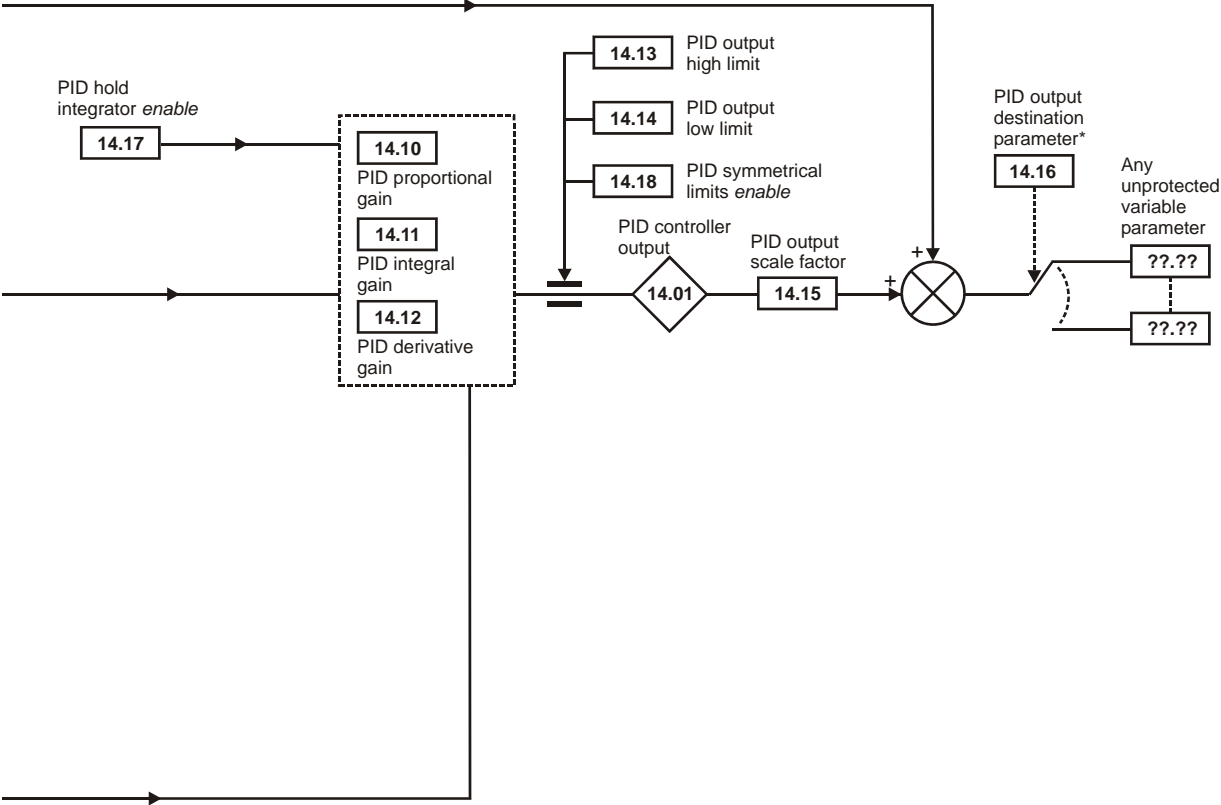 PID hold
integrator enable
14.17
14.10
PID proportional
gain
14.11
PID integral
gain
14.12
PID derivative
gain
14.13
PID output
high limit
14.14
PID output
low limit
14.18
PID symmetrical
limits enable
PID controller
output
14.01
PID output
scale factor
14.15
+
+
PID output
destination
parameter*
14.16
Any
unprotected
variable
parameter
??.??
??.??